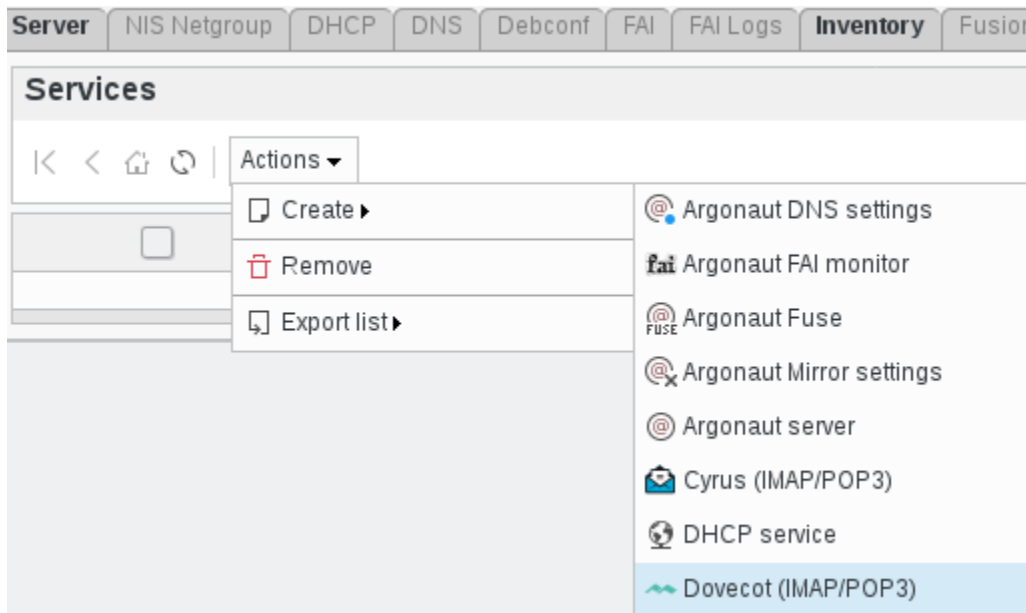 Server NIS Netgroup DHCP DNS Debconf FAI FAI Logs Inventory Fusion
Services
Actions
Create
Remove
Export list
Argonaut DNS settings
fai Argonaut FAI monitor
FUSE Argonaut Fuse
Argonaut Mirror settings
Argonaut server
Cyrus (IMAP/POP3)
DHCP service
Dovecot (IMAP/POP3)